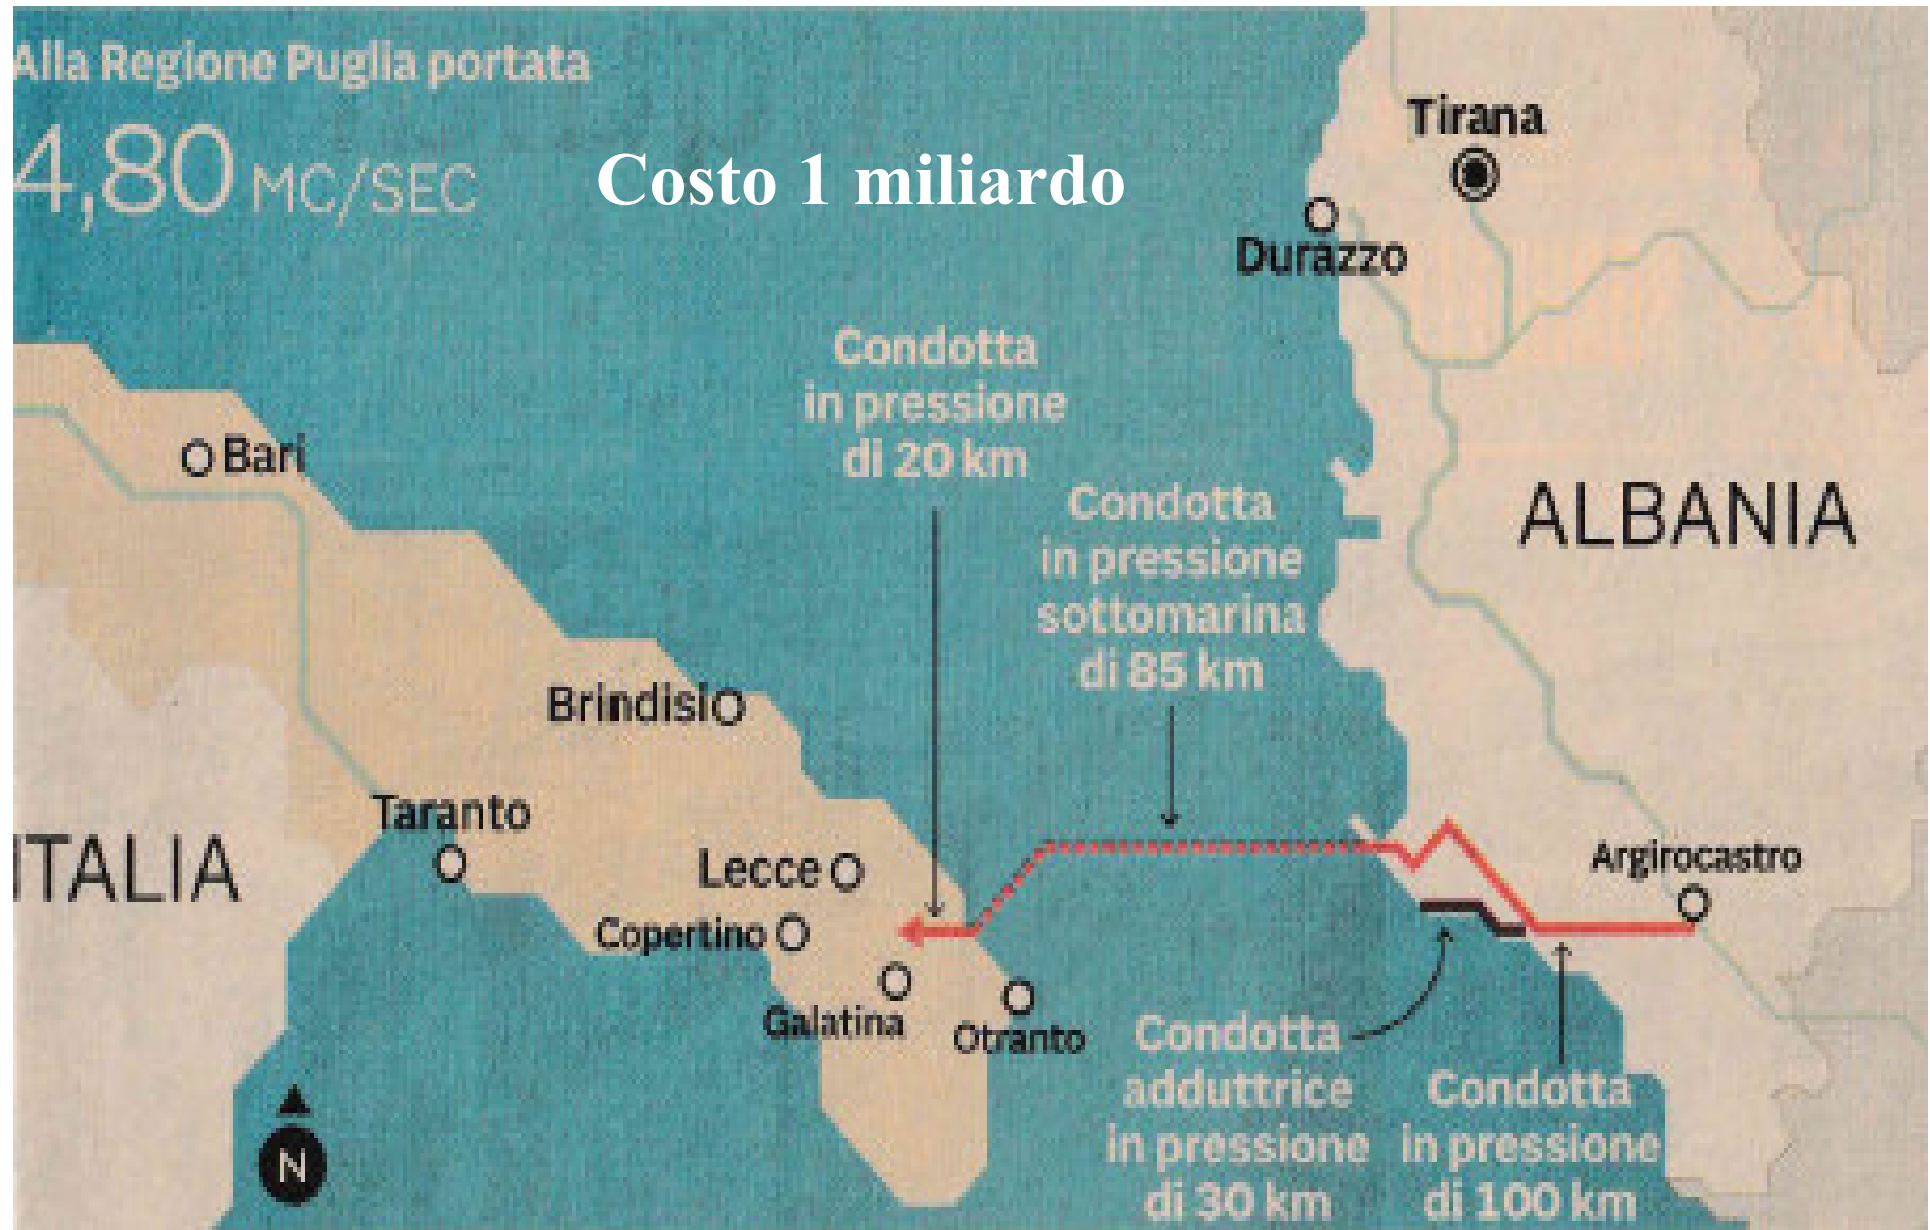 Alla Regione Puglia portata
4,80 MC/SEC
Costo 1 miliardo
Tirana
Durazzo
Condotta
in pressione
di 20 km
Bari
Condotta
in pressione
sottomarina
di 85 km
ALBANIA
Brindisi
Taranto
ITALIA
Lecce
Argirocastro
Copertino
Galatina
Otranto
Condotta
adduttrice
in pressione
di 30 km
Condotta
in pressione
di 100 km
N